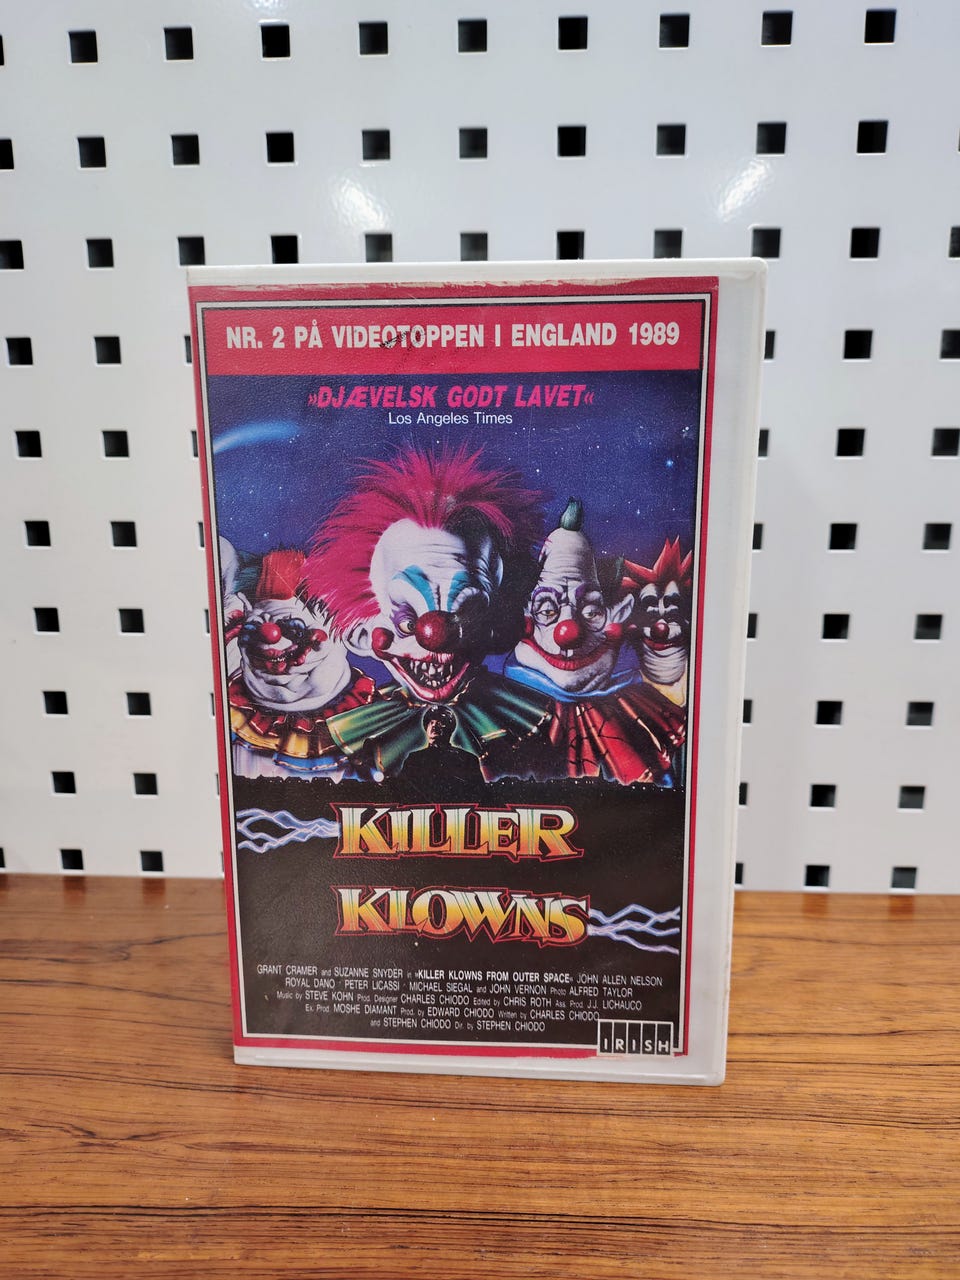 NR. 2 PÅ VIDEOTOPPEN I ENGLAND 1989
»DJÆVELSK GODT LAVET«
Los Angeles Times
KILLER
KLOWNS
GRANT CRAMER and SUZANNE SNYDER in »KILLER KLOWNS FROM OUTER SPACE« JOHN ALLEN NELSON
ROYAL DANO · PETER LICASSI · MICHAEL SIEGAL and JOHN VERNON Photo ALFRED TAYLOR
Music by STEVE KOHN Prod. Designer CHARLES CHIODO Edited by CHRIS ROTH Ass. Prod. J.J. LICHAUCO
Ex. Prod MOSHE DIAMANT Prod. by EDWARD CHIODO Written by CHARLES CHIODO
and STEPHEN CHIODO Dir. by STEPHEN CHIODO
IRISH